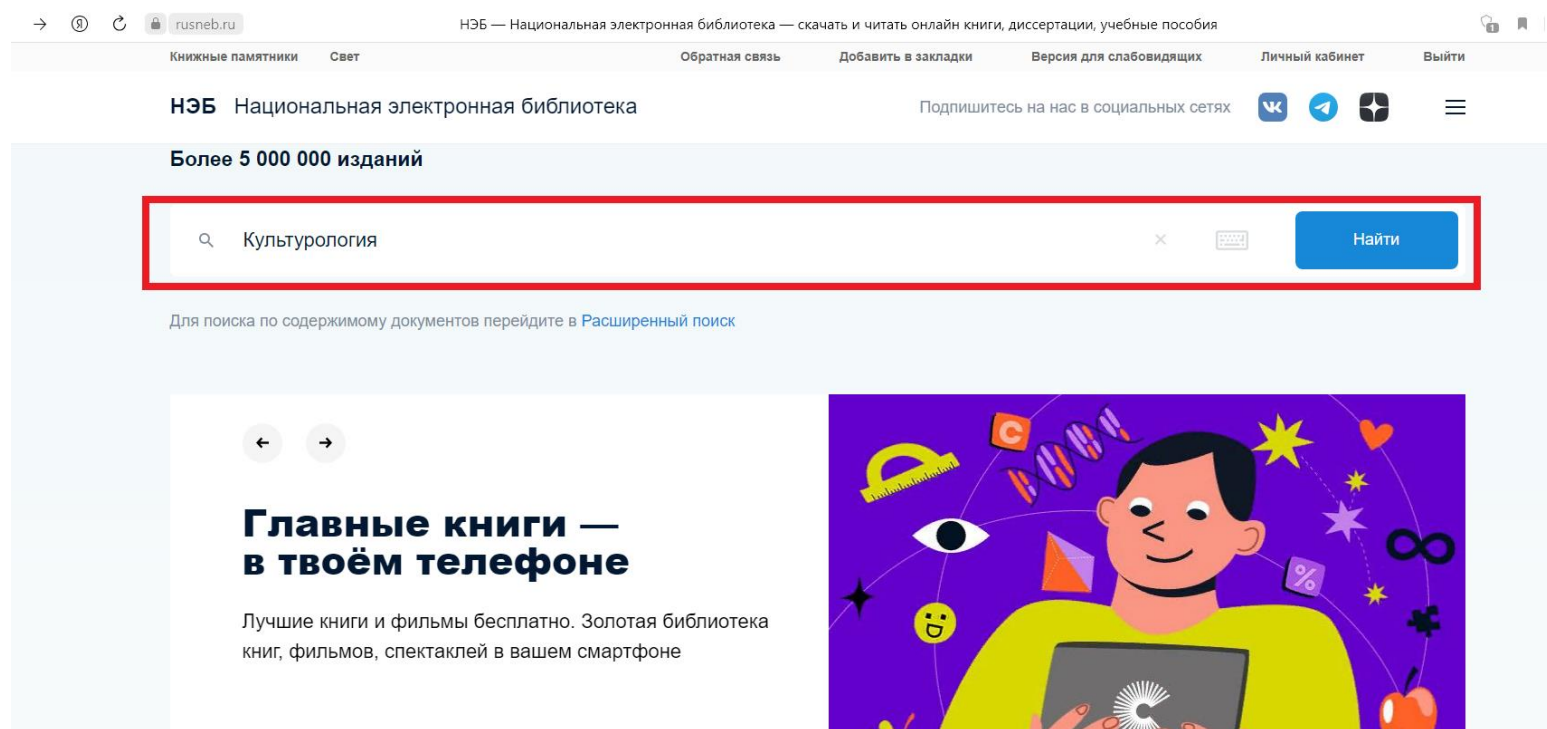 rusneb.ru НЭБ — Национальная электронная библиотека — скачать и читать онлайн книги, диссертации, учебные пособия 1
Книжные памятники Свет Обратная связь Добавить в закладки Версия для слабовидящих Личный кабинет Выйти
НЭБ Национальная электронная библиотека Подпишитесь на нас в социальных сетях
Более 5 000 000 изданий
Культурология Найти
Для поиска по содержимому документов перейдите в Расширенный поиск
Главные книги —
в твоём телефоне
Лучшие книги и фильмы бесплатно. Золотая библиотека
книг, фильмов, спектаклей в вашем смартфоне
C
%